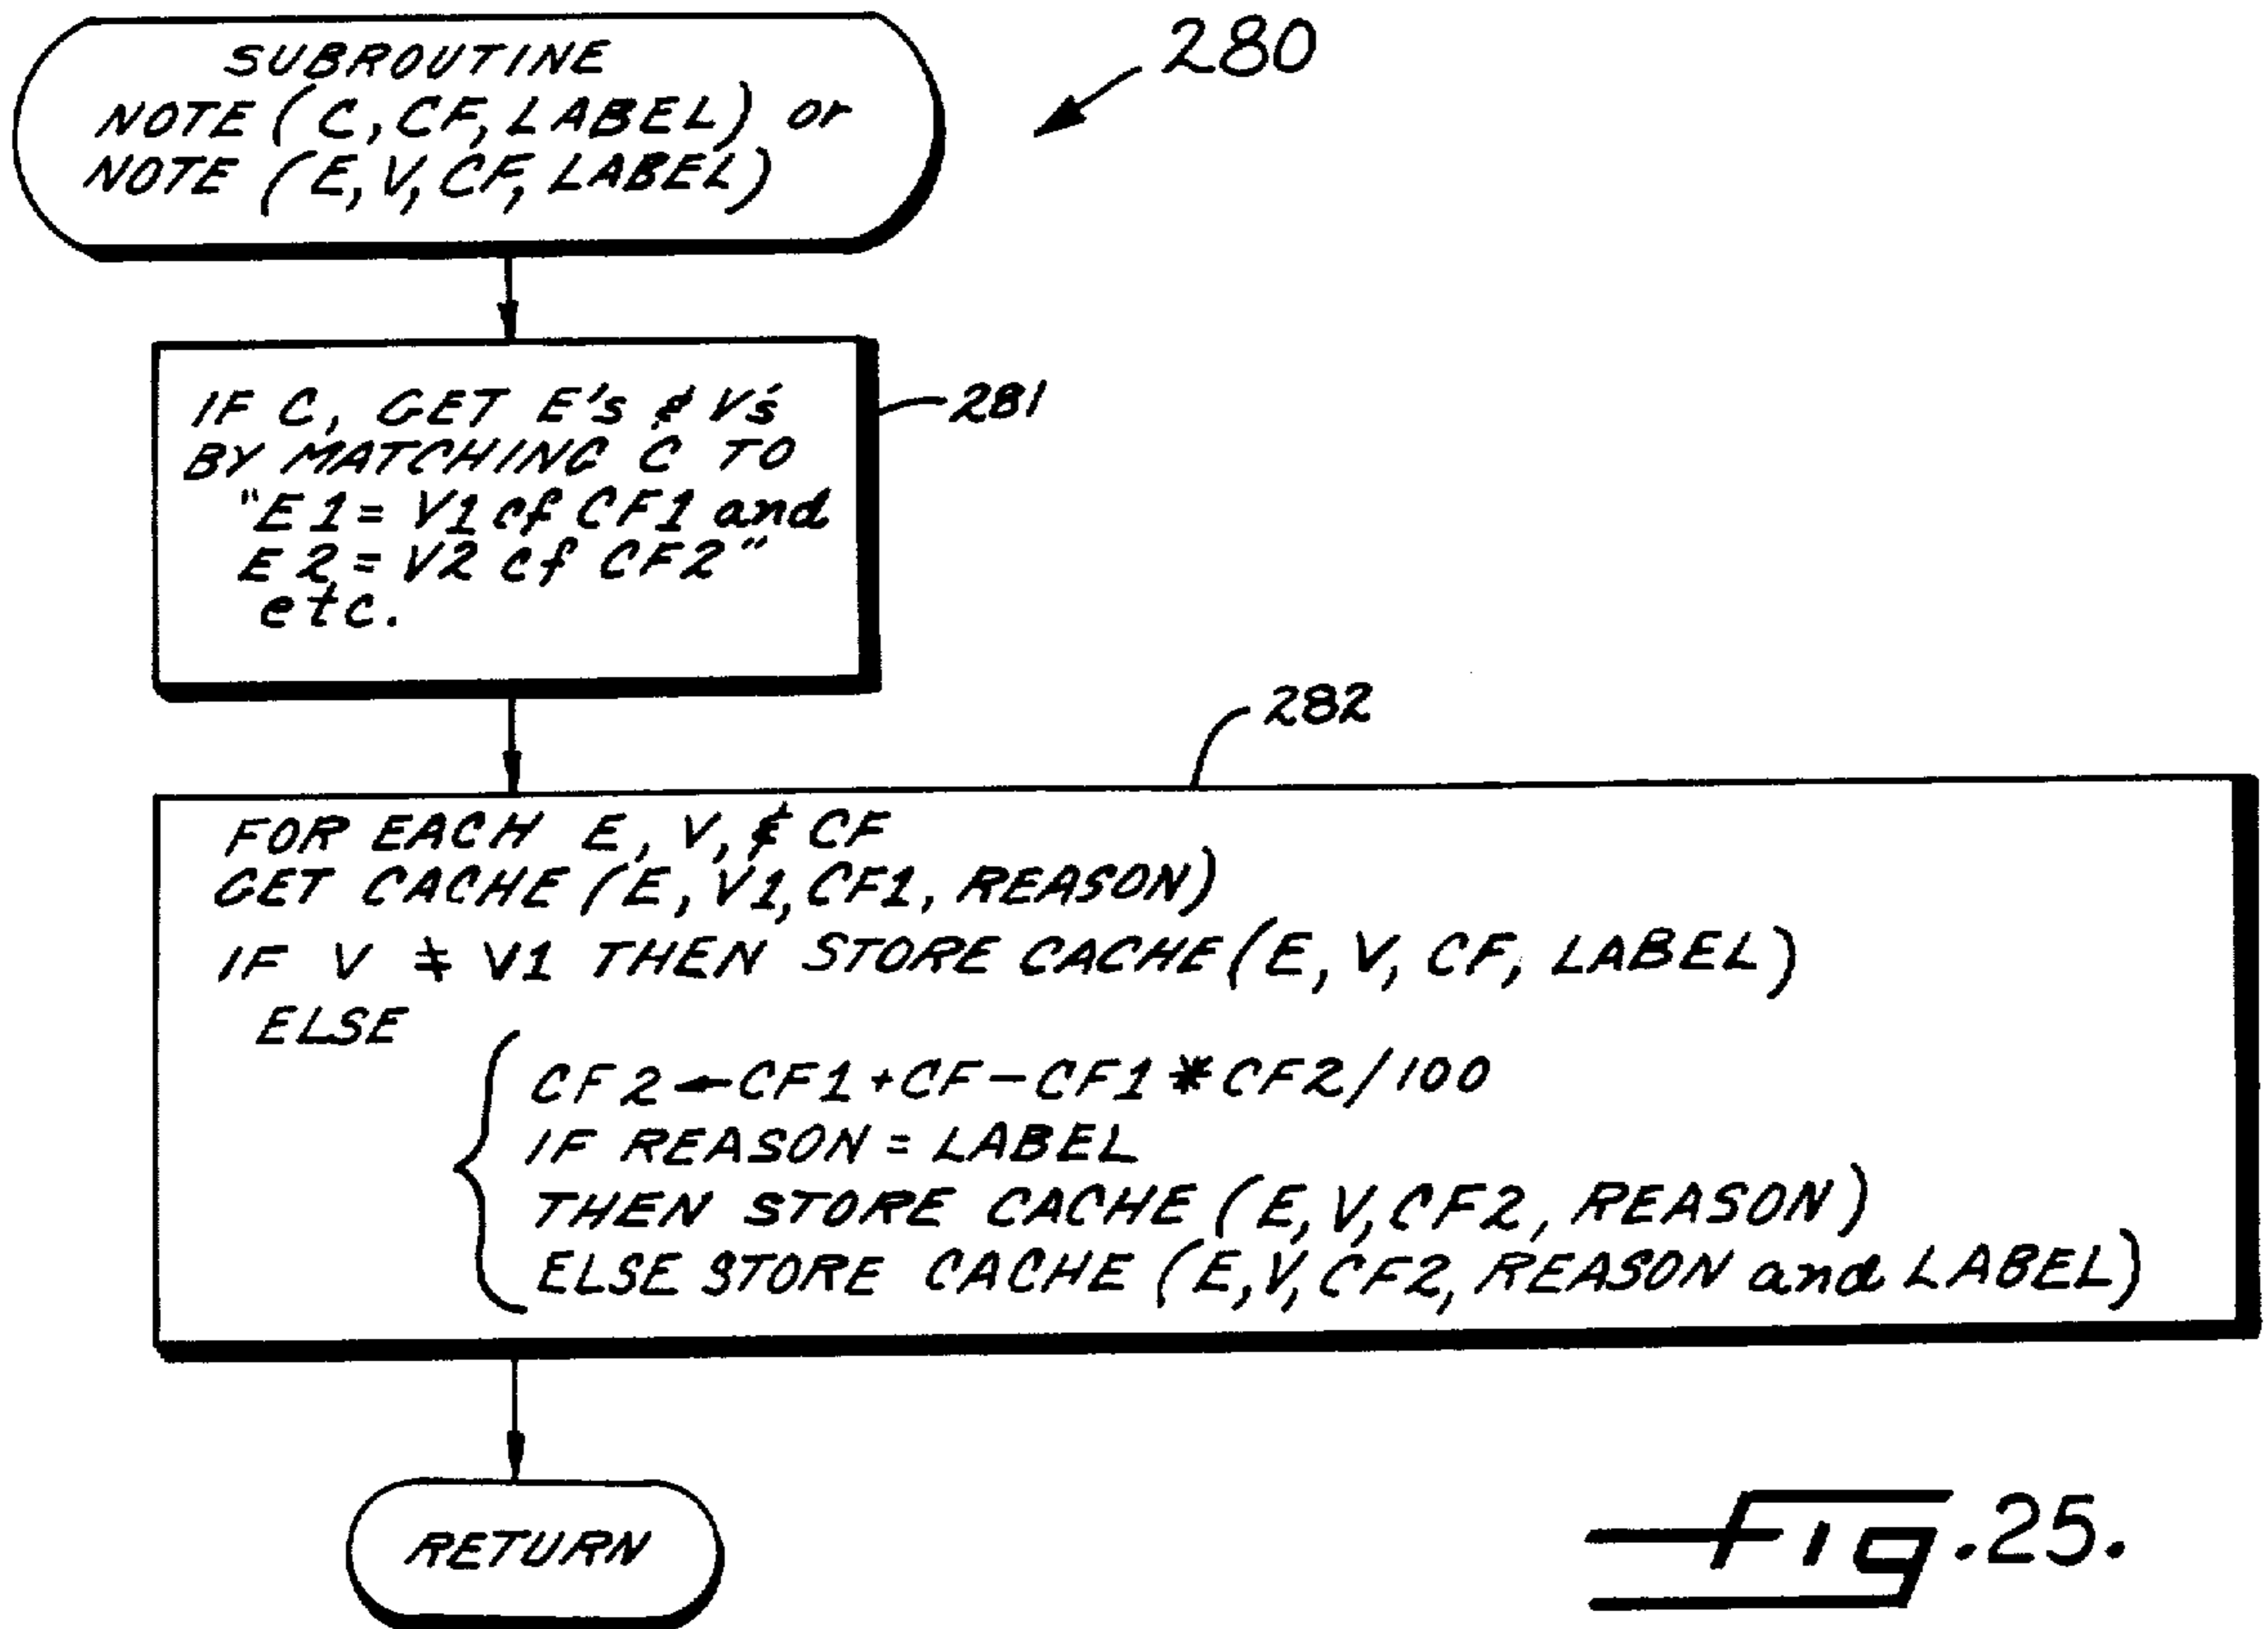 SUBROUTINE
NOTE (C, CF, LABEL) or
NOTE (E, V, CF, LABEL)
280
IF C, GET E's & V's
BY MATCHING C TO
"E1 = V1 cf CF1 and
E2 = V2 cf CF2"
etc.
281
282
FOR EACH E, V, & CF
GET CACHE (E, V1, CF1, REASON)
IF V ≠ V1 THEN STORE CACHE (E, V, CF, LABEL)
ELSE
CF2 ← CF1 + CF - CF1 * CF2 / 100
IF REASON = LABEL
THEN STORE CACHE (E, V, CF2, REASON)
ELSE STORE CACHE (E, V, CF2, REASON and LABEL)
RETURN
Fig. 25.